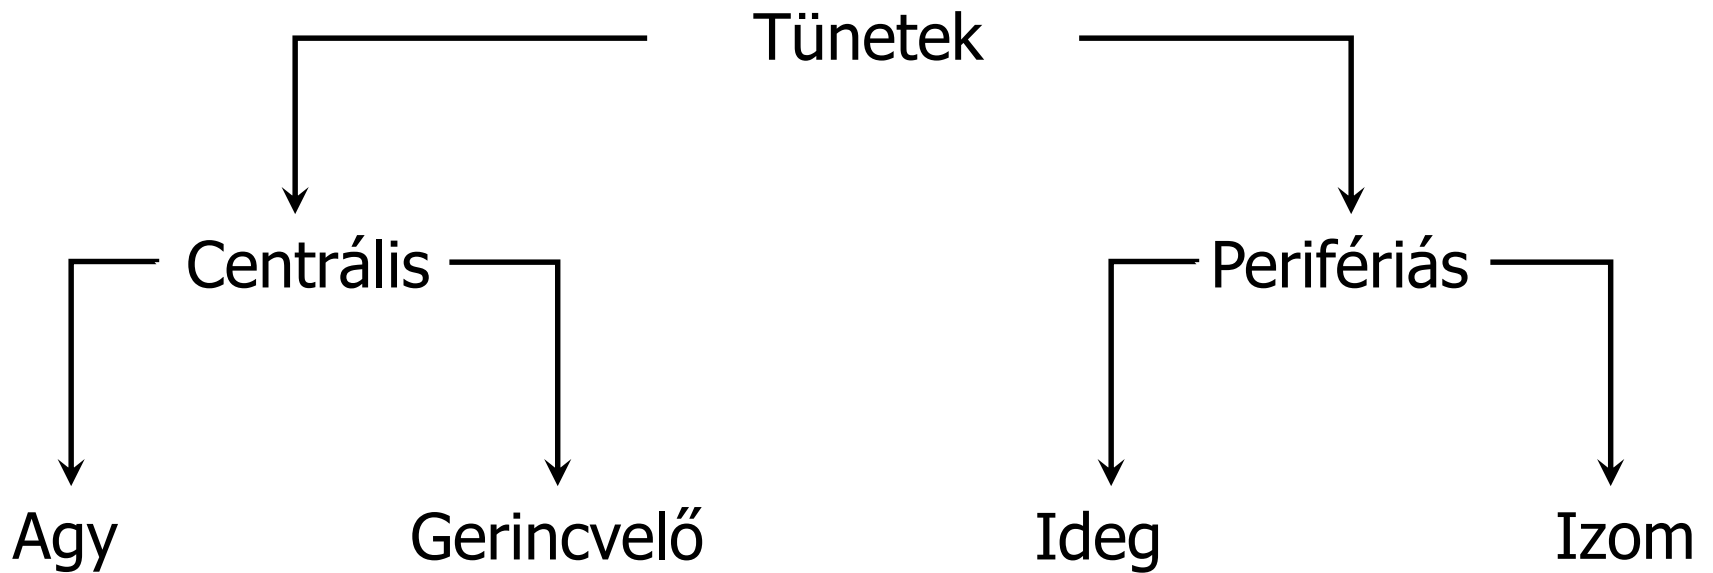 Tünetek
Centrális
Perifériás
Agy
Gerincvelő
Ideg
Izom